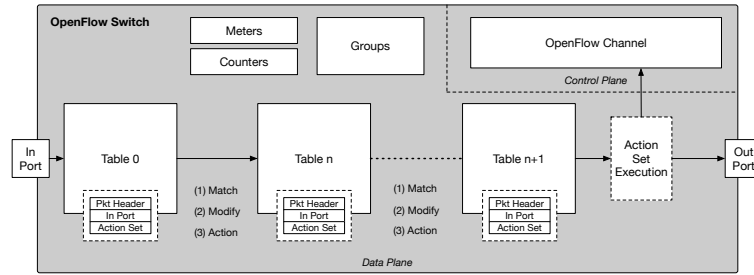 OpenFlow Switch
Meters
Counters
Groups
OpenFlow Channel
Control Plane
In
Port
Table 0
Pkt Header
In Port
Action Set
(1) Match
(2) Modify
(3) Action
Table n
Pkt Header
In Port
Action Set
(1) Match
(2) Modify
(3) Action
Table n+1
Pkt Header
In Port
Action Set
Action
Set
Execution
Out
Port
Data Plane